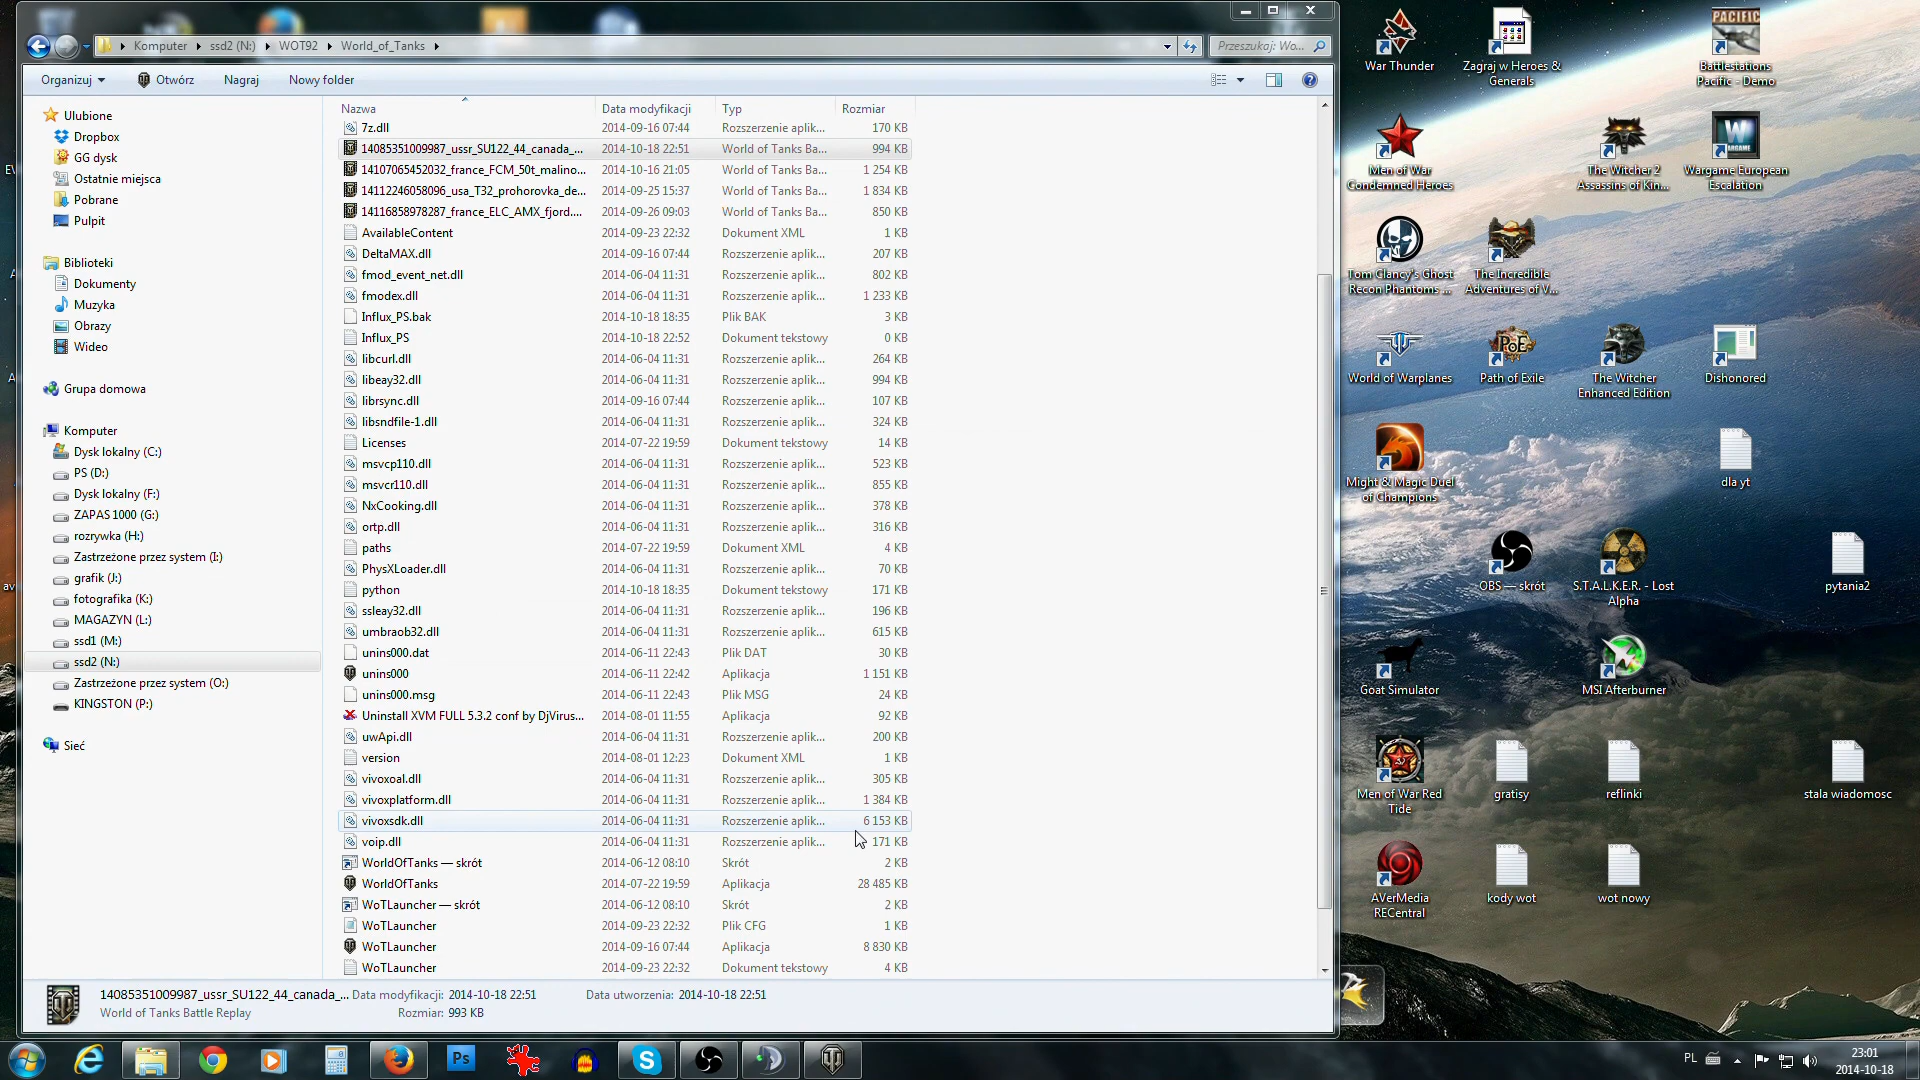 Komputer
ssd2 (N:)
WOT92
World_of_Tanks
Przeszukaj: Wo...
Organizuj
Otwórz
Nagraj
Nowy folder
Ulubione
Dropbox
GG dysk
Ostatnie miejsca
Pobrane
Pulpit
Biblioteki
Dokumenty
Muzyka
Obrazy
Wideo
Grupa domowa
Komputer
Dysk lokalny (C:)
PS (D:)
Dysk lokalny (F:)
ZAPAS 1000 (G:)
rozrywka (H:)
Zastrzeżone przez system (I:)
grafik (J:)
fotografika (K:)
MAGAZYN (L:)
ssd1 (M:)
ssd2 (N:)
Zastrzeżone przez system (O:)
KINGSTON (P:)
Sieć
Nazwa Data modyfikacji Typ Rozmiar
7z.dll 2014-09-16 07:44 Rozszerzenie aplik... 170 KB
14085351009987_ussr_SU122_44_canada_... 2014-10-18 22:51 World of Tanks Ba... 994 KB
14107065452032_france_FCM_50t_malino... 2014-10-16 21:05 World of Tanks Ba... 1 254 KB
14112246058096_usa_T32_prohorovka_de... 2014-09-25 15:37 World of Tanks Ba... 1 834 KB
14116858978287_france_ELC_AMX_fjord.... 2014-09-26 09:03 World of Tanks Ba... 850 KB
AvailableContent 2014-09-23 22:32 Dokument XML 1 KB
DeltaMAX.dll 2014-09-16 07:44 Rozszerzenie aplik... 207 KB
fmod_event_net.dll 2014-06-04 11:31 Rozszerzenie aplik... 802 KB
fmodex.dll 2014-06-04 11:31 Rozszerzenie aplik... 1 233 KB
Influx_PS.bak 2014-10-18 18:35 Plik BAK 3 KB
Influx_PS 2014-10-18 22:52 Dokument tekstowy 0 KB
libcurl.dll 2014-06-04 11:31 Rozszerzenie aplik... 264 KB
libeay32.dll 2014-06-04 11:31 Rozszerzenie aplik... 994 KB
librsync.dll 2014-09-16 07:44 Rozszerzenie aplik... 107 KB
libsndfile-1.dll 2014-06-04 11:31 Rozszerzenie aplik... 324 KB
Licenses 2014-07-22 19:59 Dokument tekstowy 14 KB
msvcp110.dll 2014-06-04 11:31 Rozszerzenie aplik... 523 KB
msvcr110.dll 2014-06-04 11:31 Rozszerzenie aplik... 855 KB
NxCooking.dll 2014-06-04 11:31 Rozszerzenie aplik... 378 KB
ortp.dll 2014-06-04 11:31 Rozszerzenie aplik... 316 KB
paths 2014-07-22 19:59 Dokument XML 4 KB
PhysXLoader.dll 2014-06-04 11:31 Rozszerzenie aplik... 70 KB
python 2014-10-18 18:35 Dokument tekstowy 171 KB
ssleay32.dll 2014-06-04 11:31 Rozszerzenie aplik... 196 KB
umbraob32.dll 2014-06-04 11:31 Rozszerzenie aplik... 615 KB
unins000.dat 2014-06-11 22:43 Plik DAT 30 KB
unins000 2014-06-11 22:42 Aplikacja 1 151 KB
unins000.msg 2014-06-11 22:43 Plik MSG 24 KB
Uninstall XVM FULL 5.3.2 conf by DjVirus... 2014-08-01 11:55 Aplikacja 92 KB
uwApi.dll 2014-06-04 11:31 Rozszerzenie aplik... 200 KB
version 2014-08-01 12:23 Dokument XML 1 KB
vivoxoal.dll 2014-06-04 11:31 Rozszerzenie aplik... 305 KB
vivoxplatform.dll 2014-06-04 11:31 Rozszerzenie aplik... 1 384 KB
vivoxsdk.dll 2014-06-04 11:31 Rozszerzenie aplik... 6 153 KB
voip.dll 2014-06-04 11:31 Rozszerzenie aplik... 171 KB
WorldOfTanks — skrót 2014-06-12 08:10 Skrót 2 KB
WorldOfTanks 2014-07-22 19:59 Aplikacja 28 485 KB
WoTLauncher — skrót 2014-06-12 08:10 Skrót 2 KB
WoTLauncher 2014-09-23 22:32 Plik CFG 1 KB
WoTLauncher 2014-09-16 07:44 Aplikacja 8 830 KB
WoTLauncher 2014-09-23 22:32 Dokument tekstowy 4 KB
14085351009987_ussr_SU122_44_canada_... Data modyfikacji: 2014-10-18 22:51 Data utworzenia: 2014-10-18 22:51
World of Tanks Battle Replay Rozmiar: 993 KB
War Thunder
Zagraj w Heroes &
Generals
PACIFIC
Battlestations
Pacific - Demo
Men of War
Condemned Heroes
The Witcher 2
Assassins of Kin...
WARGAME
Wargame European
Escalation
Tom Clancy's Ghost
Recon Phantoms ...
The Incredible
Adventures of V...
World of Warplanes
PoE
Path of Exile
The Witcher
Enhanced Edition
Dishonored
Might & Magic Duel
of Champions
dla yt
OBS — skrót
S.T.A.L.K.E.R. - Lost
Alpha
pytania2
Goat Simulator
MSI Afterburner
Men of War Red
Tide
gratisy
reflinki
stala wiadomosc
AVerMedia
RECentral
kody wot
wot nowy
Ps
PL
23:01
2014-10-18